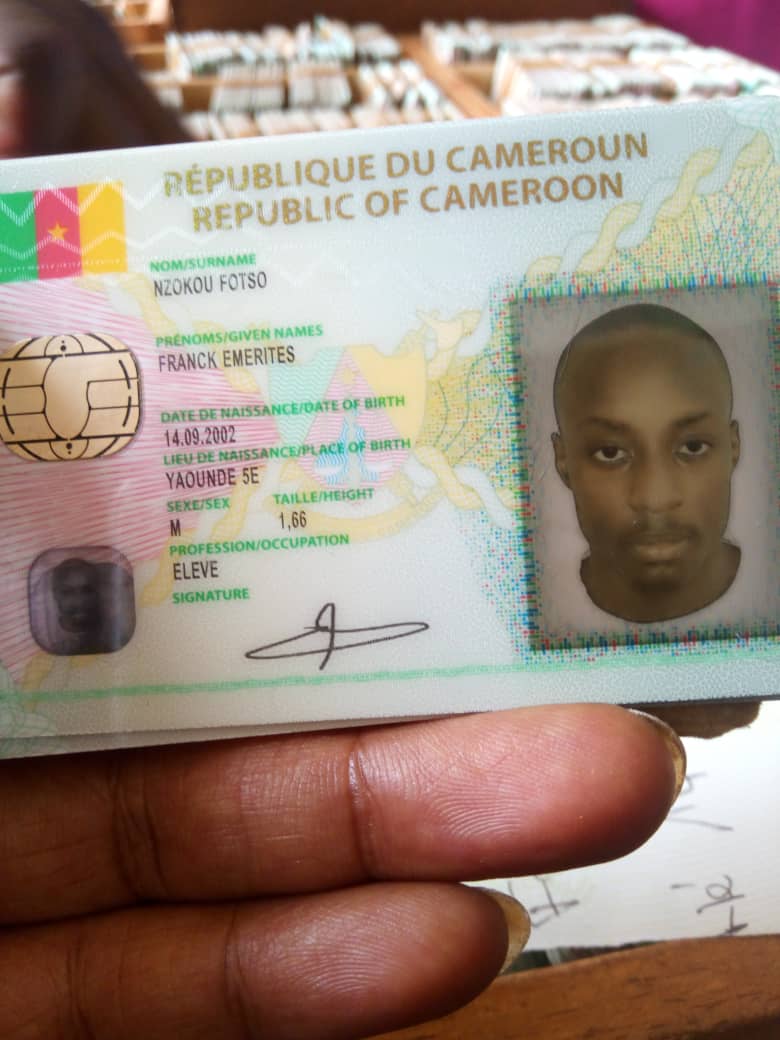 RÉPUBLIQUE DU CAMEROUN
REPUBLIC OF CAMEROON
NOM/SURNAME
NZOKOU FOTSO
PRÉNOMS/GIVEN NAMES
FRANCK EMERITES
DATE DE NAISSANCE/DATE OF BIRTH
14.09.2002
LIEU DE NAISSANCE/PLACE OF BIRTH
YAOUNDE 5E
SEXE/SEX TAILLE/HEIGHT
M 1,66
PROFESSION/OCCUPATION
ELEVE
SIGNATURE